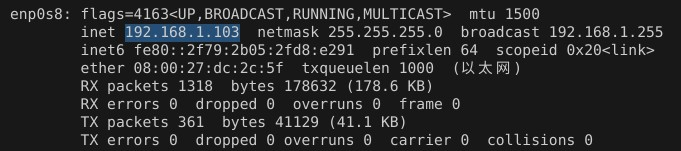 enp0s8: flags=4163<UP,BROADCAST,RUNNING,MULTICAST>  mtu 1500
inet 192.168.1.103  netmask 255.255.255.0  broadcast 192.168.1.255
inet6 fe80::2f79:2b05:2fd8:e291  prefixlen 64  scopeid 0x20<link>
ether 08:00:27:dc:2c:5f  txqueuelen 1000  (以太网)
RX packets 1318  bytes 178632 (178.6 KB)
RX errors 0  dropped 0  overruns 0  frame 0
TX packets 361  bytes 41129 (41.1 KB)
TX errors 0  dropped 0 overruns 0  carrier 0  collisions 0